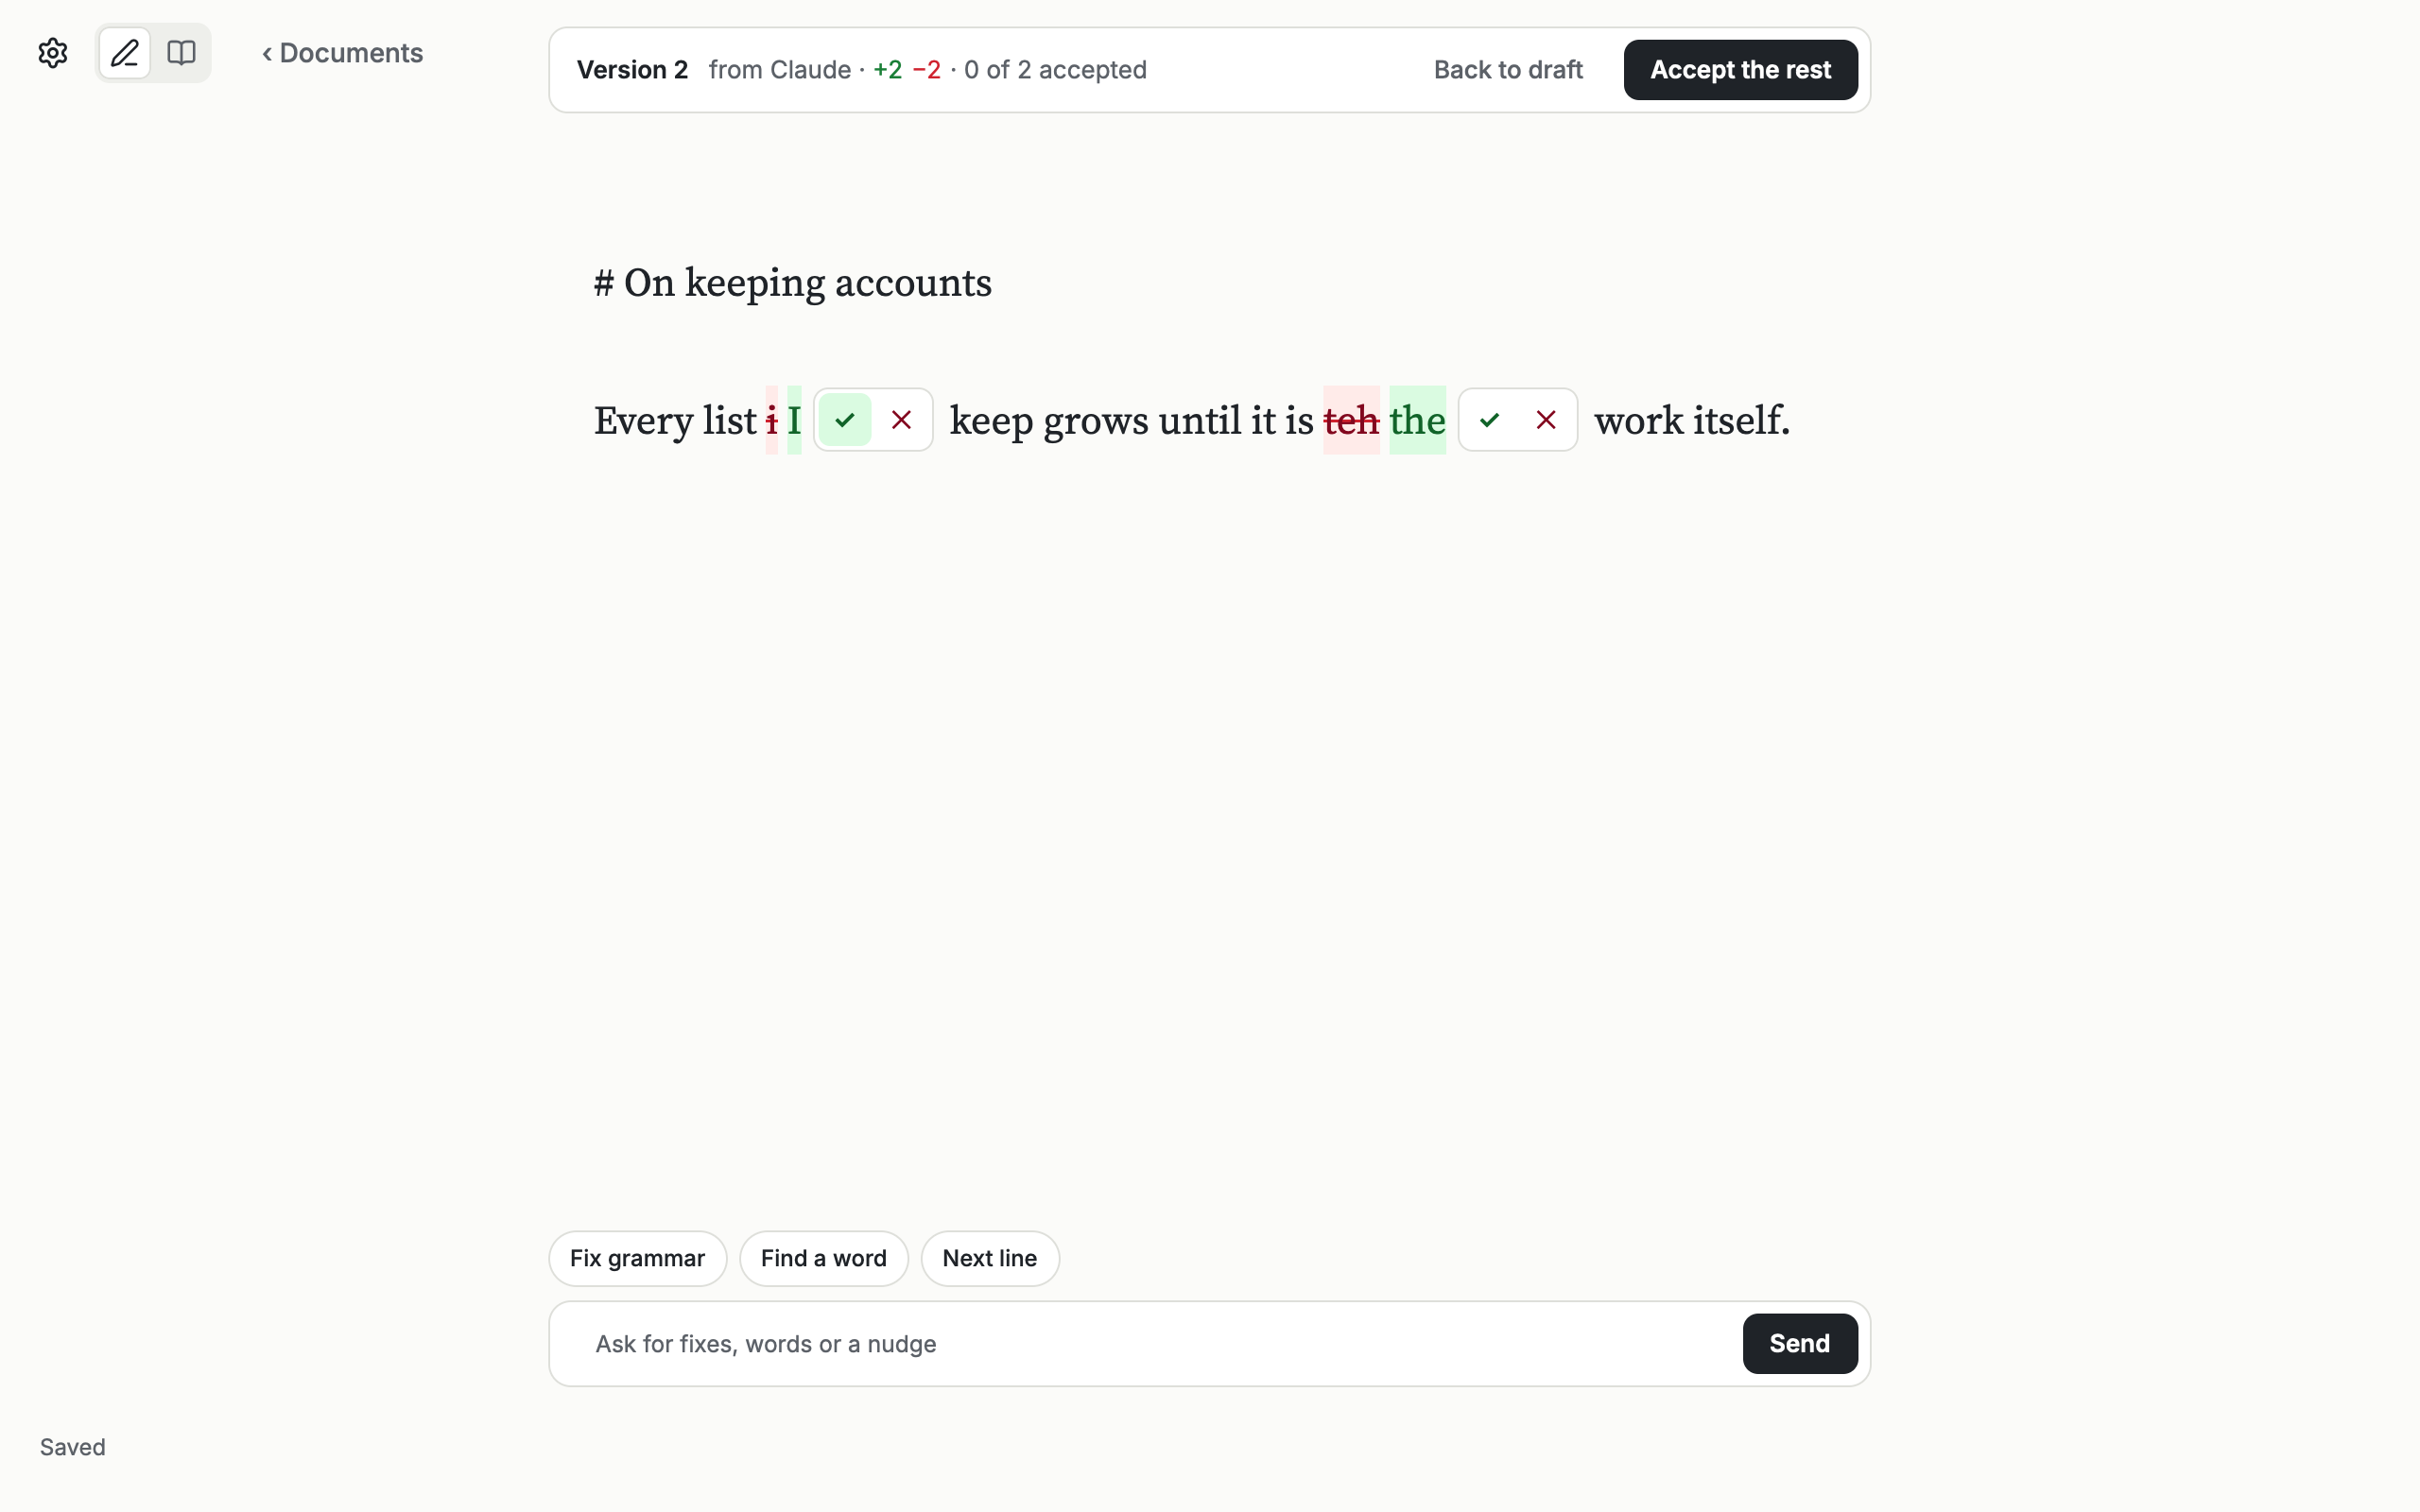 ‹ Documents
Version 2 from Claude · +2 −2 · 0 of 2 accepted Back to draft Accept the rest
# On keeping accounts
Every list i I keep grows until it is teh the work itself.
Fix grammar Find a word Next line
Ask for fixes, words or a nudge Send
Saved